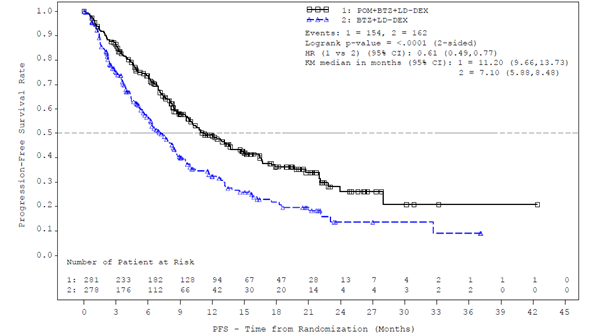 1: POM+BTZ+LD-DEX
2: BTZ+LD-DEX
Events: 1 = 154, 2 = 162
Logrank p-value = <.0001 (2-sided)
HR (1 vs 2) (95% CI): 0.61 (0.49,0.77)
KM median in months (95% CI): 1 = 11.20 (9.66,13.73)
2 = 7.10 (5.88,8.48)
Progression-Free Survival Rate
1.0
0.9
0.8
0.7
0.6
0.5
0.4
0.3
0.2
0.1
0.0
Number of Patient at Risk
1: 281 233 182 128 94 67 47 28 13 7 4 2 1 1 1 0
2: 278 176 112 66 42 30 20 14 4 4 3 2 2 0 0 0
0 3 6 9 12 15 18 21 24 27 30 33 36 39 42 45
PFS - Time from Randomization (Months)